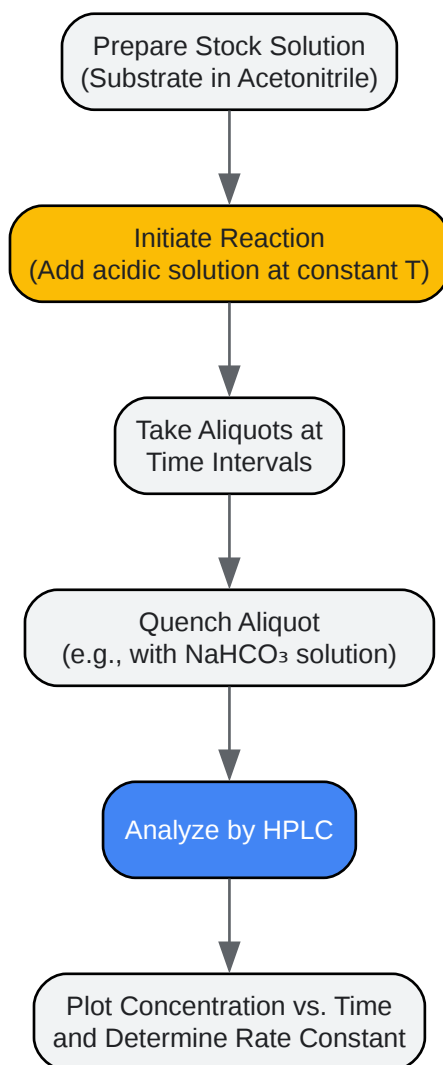 Prepare Stock Solution
(Substrate in Acetonitrile)
Initiate Reaction
(Add acidic solution at constant T)
Take Aliquots at
Time Intervals
Quench Aliquot
(e.g., with NaHCO₃ solution)
Analyze by HPLC
Plot Concentration vs. Time
and Determine Rate Constant